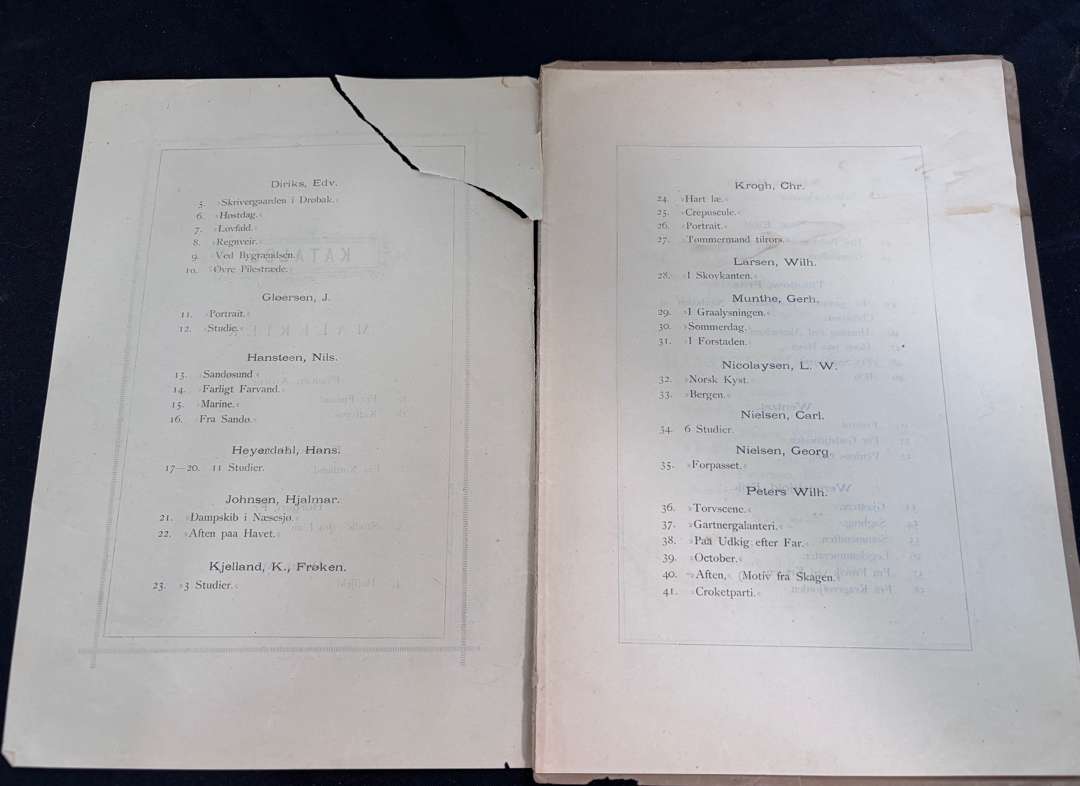 Diriks, Edv.
5. »Skrivergaarden i Drøbak.«
6. »Høstdag.«
7. »Løvfald.«
8. »Regnveir.«
9. »Ved Bygrændsen.«
10. »Øvre Pilestræde.«
Gløersen, J.
11. »Portrait.«
12. »Studie.«
Hansteen, Nils.
13. »Sandøsund«
14. »Farligt Farvand.«
15. »Marine.«
16. »Fra Sandø.«
Heyerdahl, Hans.
17—20. 11 Studier.
Johnsen, Hjalmar.
21. »Dampskib i Næsesjø.«
22. »Aften paa Havet.«
Kjelland, K., Frøken.
23. »3 Studier.«
Krogh, Chr.
24. »Hart læ.«
25. »Crepuscule.«
26. »Portrait.«
27. »Tømmermand tilrors.«
Larsen, Wilh.
28. »I Skovkanten.«
Munthe, Gerh.
29. »I Graalysningen.«
30. »Sommerdag.«
31. »I Forstaden.«
Nicolaysen, L. W.
32. »Norsk Kyst.«
33. »Bergen.«
Nielsen, Carl.
34. 6 Studier.
Nielsen, Georg
35. »Forpasset.«
Peters Wilh.
36. »Torvscene.«
37. »Gartnergalanteri.«
38. »Paa Udkig efter Far.«
39. »October.«
40. »Aften,« (Motiv fra Skagen.«
41. »Croketparti.«